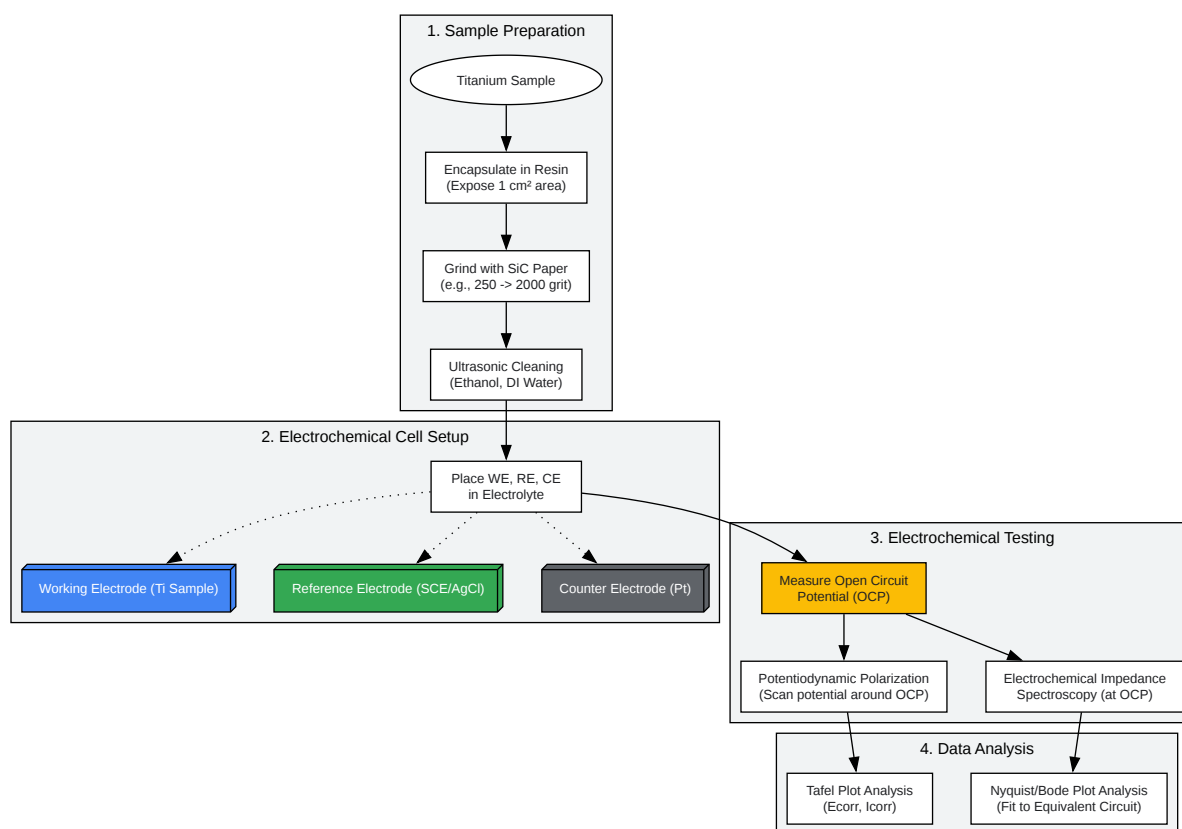 1. Sample Preparation
Titanium Sample
Encapsulate in Resin
(Expose 1 cm² area)
Grind with SiC Paper
(e.g., 250 -> 2000 grit)
Ultrasonic Cleaning
(Ethanol, DI Water)
2. Electrochemical Cell Setup
Place WE, RE, CE
in Electrolyte
Working Electrode (Ti Sample)
Reference Electrode (SCE/AgCl)
Counter Electrode (Pt)
3. Electrochemical Testing
Measure Open Circuit
Potential (OCP)
Potentiodynamic Polarization
(Scan potential around OCP)
Electrochemical Impedance
Spectroscopy (at OCP)
4. Data Analysis
Tafel Plot Analysis
(Ecorr, Icorr)
Nyquist/Bode Plot Analysis
(Fit to Equivalent Circuit)